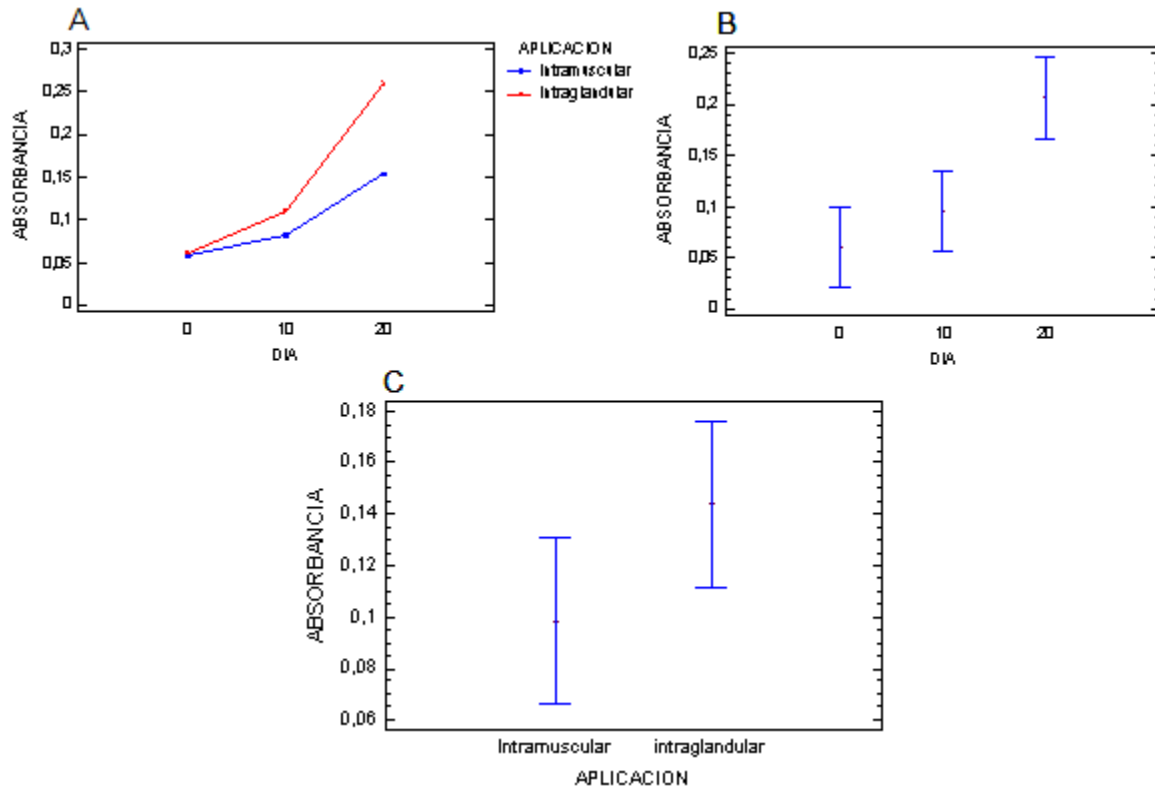 A
0,3
0,25
0,2
0,15
0,1
0,05
0
ABSORBANCIA
0 10 20
DIA
APLICACION
Intramuscular
Intraglandular
B
0,25
0,2
0,15
0,1
0,05
0
ABSORBANCIA
0 10 20
DIA
C
0,18
0,16
0,14
0,12
0,1
0,08
0,06
ABSORBANCIA
Intramuscular intraglandular
APLICACION